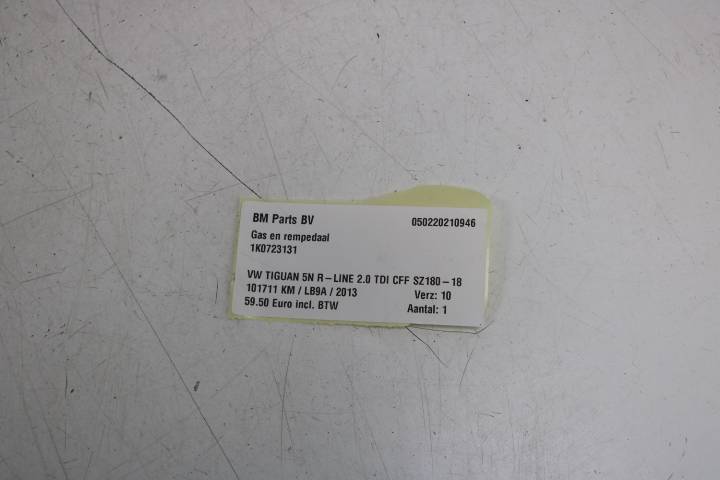 BM Parts BV 050220210946
Gas en rempedaal
1K0723131
VW TIGUAN 5N R-LINE 2.0 TDI CFF SZ180-18
101711 KM / LB9A / 2013 Verz: 10
59.50 Euro incl. BTW Aantal: 1